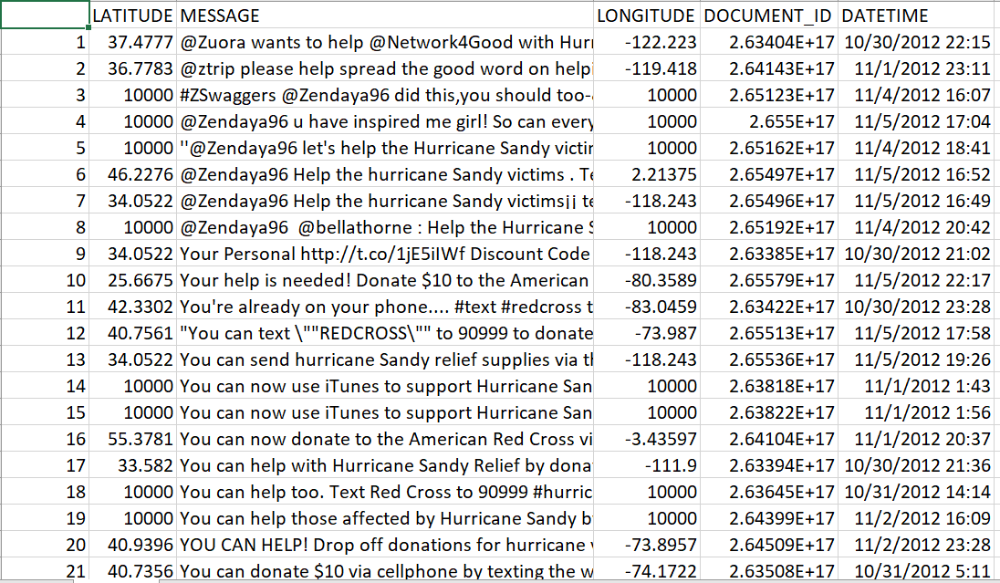 LATITUDE MESSAGE LONGITUDE DOCUMENT_ID DATETIME
1 37.4777 @Zuora wants to help @Network4Good with Hurr -122.223 2.63404E+17 10/30/2012 22:15
2 36.7783 @ztrip please help spread the good word on helpi -119.418 2.64143E+17 11/1/2012 23:11
3 10000 #ZSwaggers @Zendaya96 did this,you should too- 10000 2.65123E+17 11/4/2012 16:07
4 10000 @Zendaya96 u have inspired me girl! So can every 10000 2.655E+17 11/5/2012 17:04
5 10000 ''@Zendaya96 let's help the Hurricane Sandy victir 10000 2.65162E+17 11/4/2012 18:41
6 46.2276 @Zendaya96 Help the hurricane Sandy victims . Te 2.21375 2.65497E+17 11/5/2012 16:52
7 34.0522 @Zendaya96 Help the hurricane Sandy victims¡¡ te -118.243 2.65496E+17 11/5/2012 16:49
8 10000 @Zendaya96 @bellathorne : Help the Hurricane S 10000 2.65192E+17 11/4/2012 20:42
9 34.0522 Your Personal http://t.co/1jE5iIWf Discount Code -118.243 2.63385E+17 10/30/2012 21:02
10 25.6675 Your help is needed! Donate $10 to the American -80.3589 2.65579E+17 11/5/2012 22:17
11 42.3302 You're already on your phone.... #text #redcross t -83.0459 2.63422E+17 10/30/2012 23:28
12 40.7561 "You can text \""REDCROSS\"" to 90999 to donate -73.987 2.65513E+17 11/5/2012 17:58
13 34.0522 You can send hurricane Sandy relief supplies via th -118.243 2.65536E+17 11/5/2012 19:26
14 10000 You can now use iTunes to support Hurricane San 10000 2.63818E+17 11/1/2012 1:43
15 10000 You can now use iTunes to support Hurricane San 10000 2.63822E+17 11/1/2012 1:56
16 55.3781 You can now donate to the American Red Cross vi -3.43597 2.64104E+17 11/1/2012 20:37
17 33.582 You can help with Hurricane Sandy Relief by dona -111.9 2.63394E+17 10/30/2012 21:36
18 10000 You can help too. Text Red Cross to 90999 #hurric 10000 2.63645E+17 10/31/2012 14:14
19 10000 You can help those affected by Hurricane Sandy b 10000 2.64399E+17 11/2/2012 16:09
20 40.9396 YOU CAN HELP! Drop off donations for hurricane -73.8957 2.64509E+17 11/2/2012 23:28
21 40.7356 You can donate $10 via cellphone by texting the w -74.1722 2.63508E+17 10/31/2012 5:11